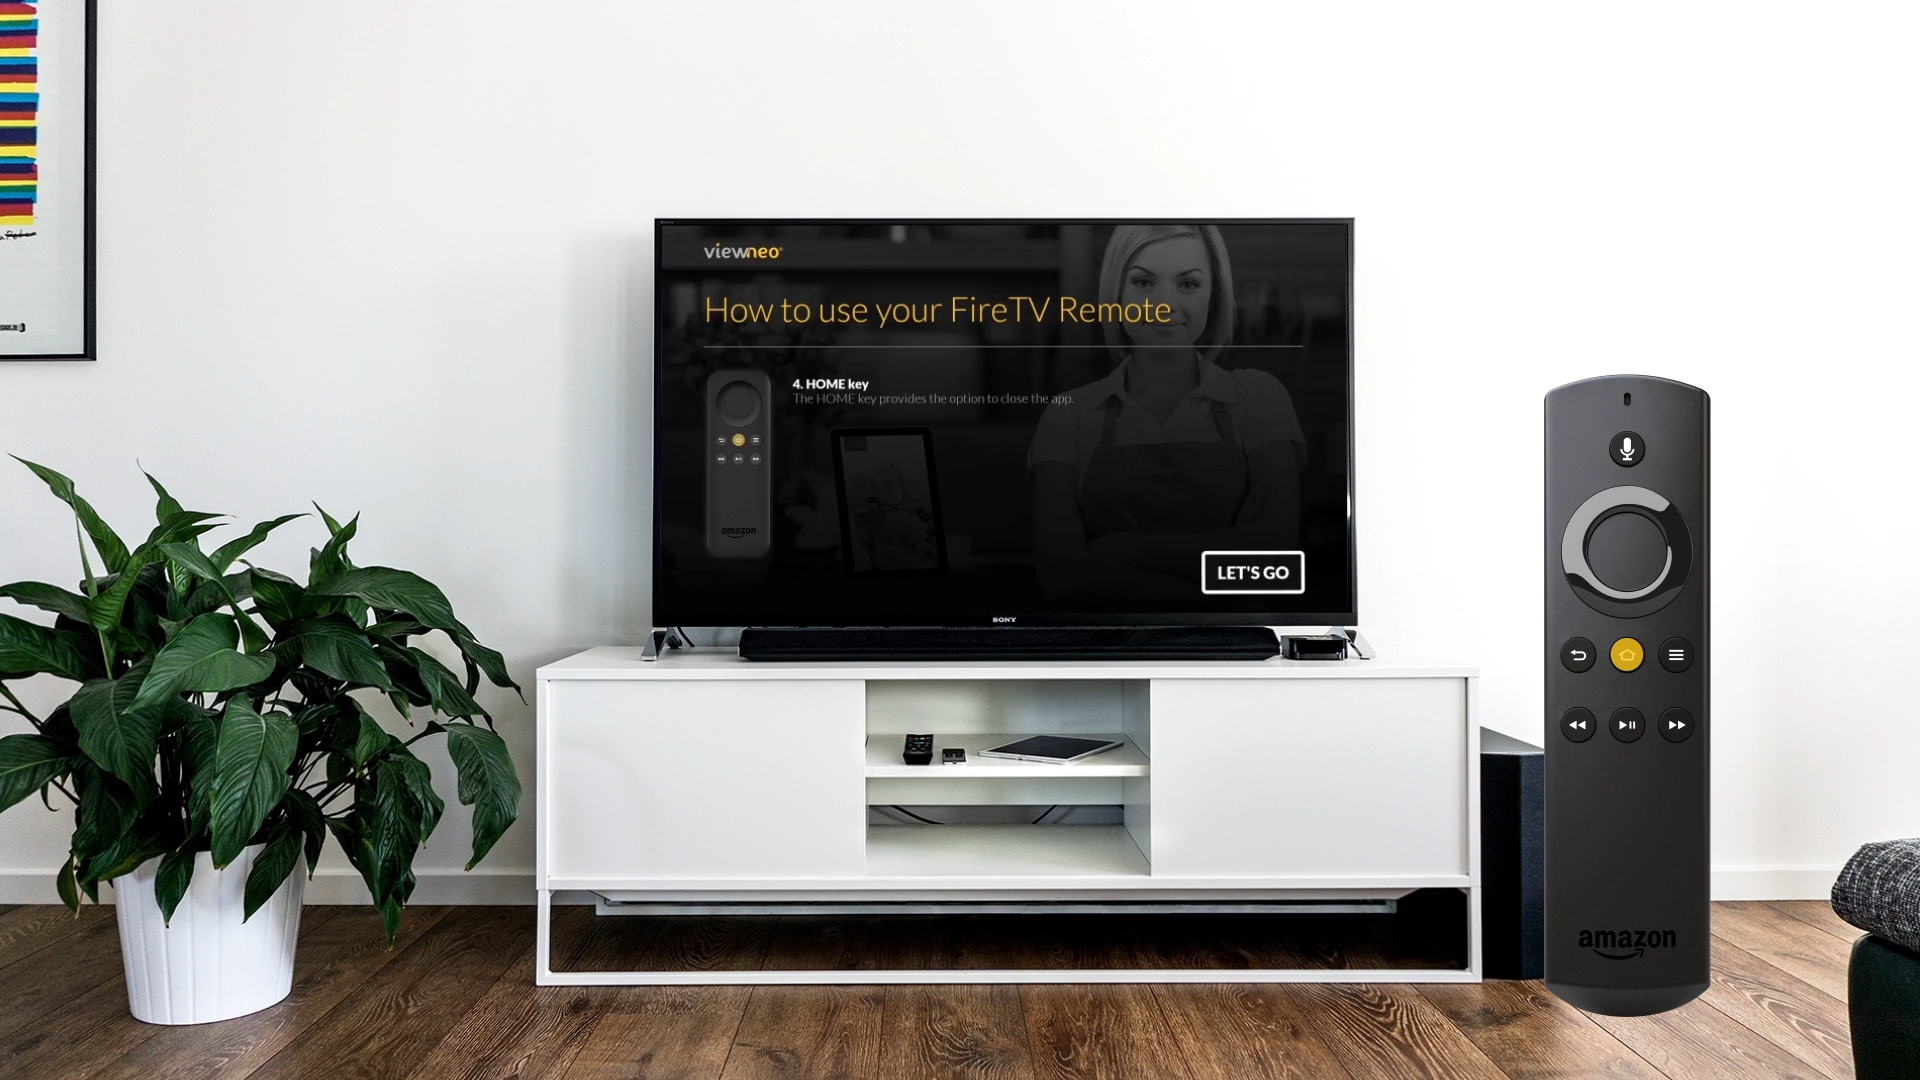 viewneo
How to use your FireTV Remote
4. HOME key
The HOME key provides the option to close the app.
amazon
LET'S GO
SONY
amazon